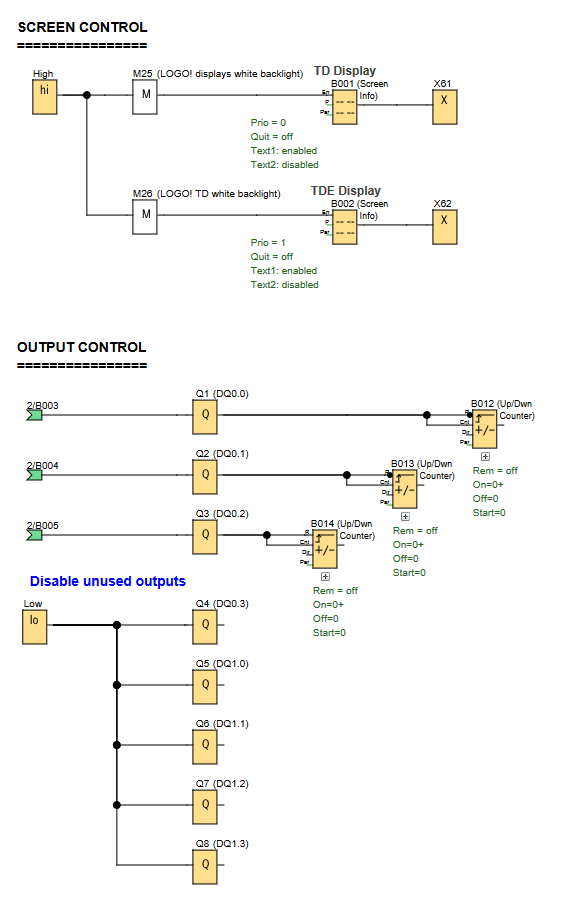 SCREEN CONTROL
================
High
hi
M25 (LOGO! displays white backlight)
M
TD Display
B001 (Screen
Info)
En
P
Par
X61
X
Prio = 0
Quit = off
Text1: enabled
Text2: disabled
M26 (LOGO! TD white backlight)
M
TDE Display
B002 (Screen
Info)
En
P
Par
X62
X
Prio = 1
Quit = off
Text1: enabled
Text2: disabled
OUTPUT CONTROL
================
2/B003
Q1 (DQ0.0)
Q
B012 (Up/Dwn
Counter)
R
Cnt
Dir
Par
+/-
Rem = off
On=0+
Off=0
Start=0
2/B004
Q2 (DQ0.1)
Q
B013 (Up/Dwn
Counter)
R
Cnt
Dir
Par
+/-
Rem = off
On=0+
Off=0
Start=0
2/B005
Q3 (DQ0.2)
Q
B014 (Up/Dwn
Counter)
R
Cnt
Dir
Par
+/-
Rem = off
On=0+
Off=0
Start=0
Disable unused outputs
Low
lo
Q4 (DQ0.3)
Q
Q5 (DQ1.0)
Q
Q6 (DQ1.1)
Q
Q7 (DQ1.2)
Q
Q8 (DQ1.3)
Q